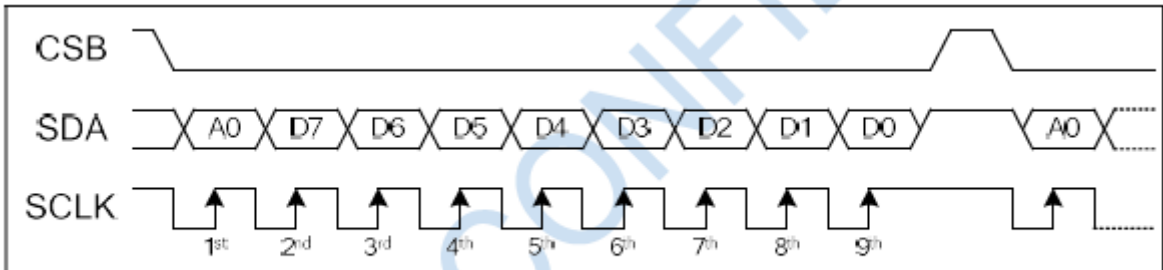 CSB
SDA A0 D7 D6 D5 D4 D3 D2 D1 D0 A0
SCLK
1st 2nd 3rd 4th 5th 6th 7th 8th 9th
CONFI